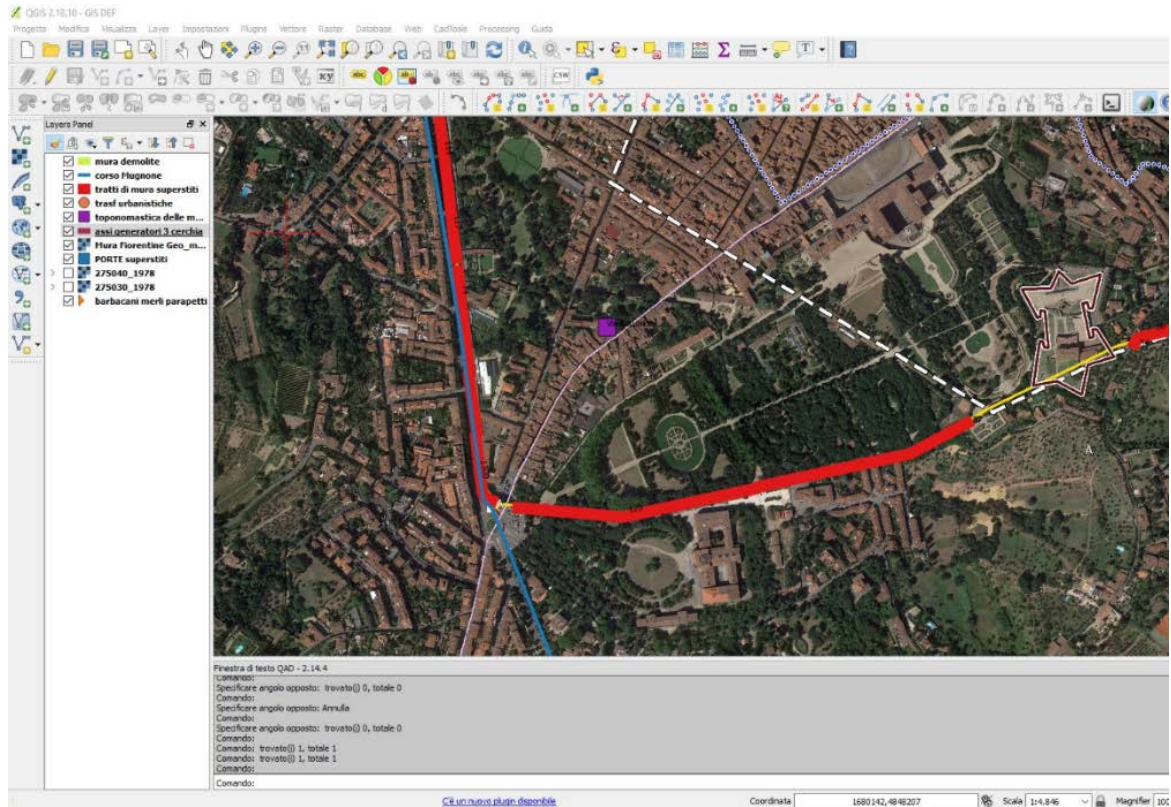 QGIS 2.18.10 - GIS DEF
Progetto Modifica Visualizza Layer Impostazioni Plugins Vettore Raster Database Web CadTools Processing Guida
abc abc CSW
Layers Panel
mura demolite
corso Mugnone
tratti di mura superstiti
trasf urbanistiche
toponomastica delle m...
assi generatori 3 cerchia
Mura Fiorentine Geo_m...
PORTE superstiti
275040_1978
275030_1978
barbacani merli parapetti
A
Finestra di testo QAD - 2.14.4
Comando:
Specificare angolo opposto: trovato(i) 0, totale 0
Comando:
Specificare angolo opposto: Annulla
Comando:
Specificare angolo opposto: trovato(i) 0, totale 0
Comando:
Comando: trovato(i) 1, totale 1
Comando: trovato(i) 1, totale 1
Comando:
Comando:
C'è un nuovo plugin disponibile Coordinata 1680142,4848207 Scala 1:4.846 Magnifier 100